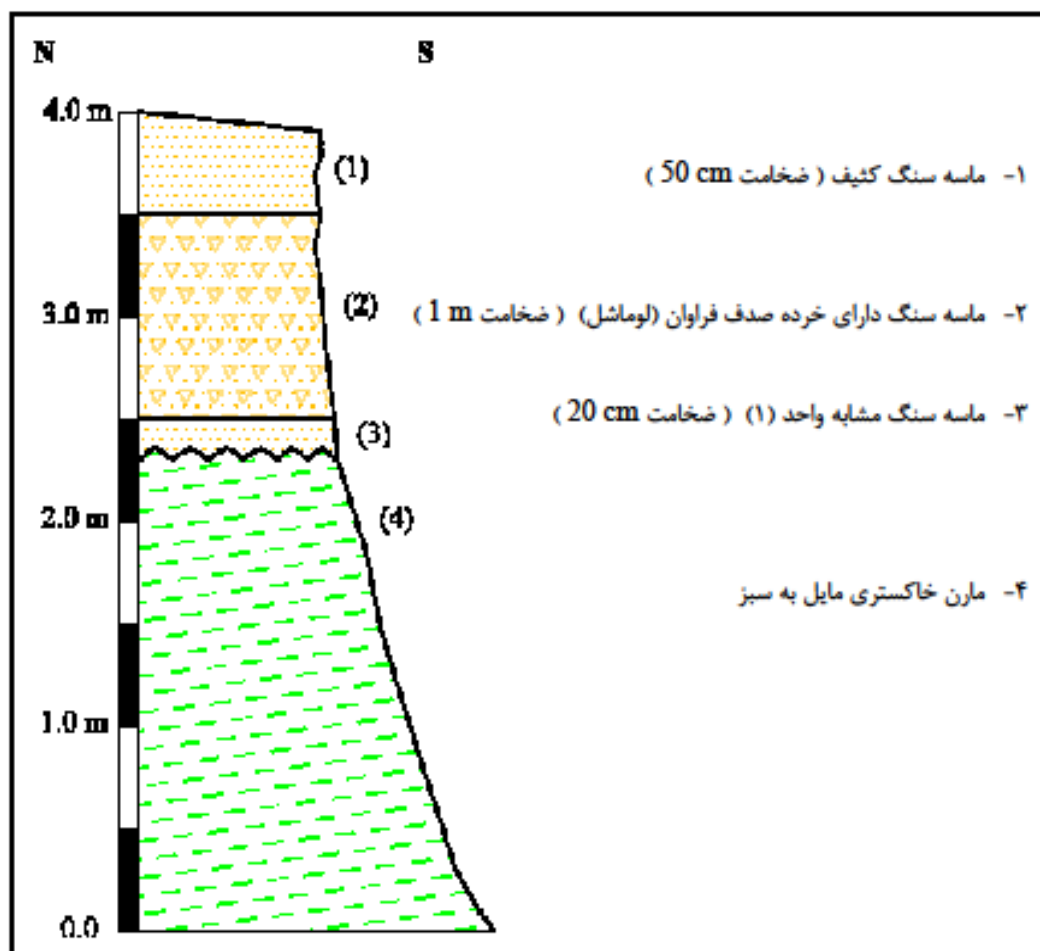 N S
4.0 m
(1)
۱- ماسه سنگ کثیف ( ضخامت 50 cm )
3.0 m
(2)
۲- ماسه سنگ دارای خرده صدف فراوان (لوماشل) ( ضخامت 1 m )
(3)
۳- ماسه سنگ مشابه واحد (۱) ( ضخامت 20 cm )
2.0 m
(4)
۴- مارن خاکستری مایل به سبز
1.0 m
0.0